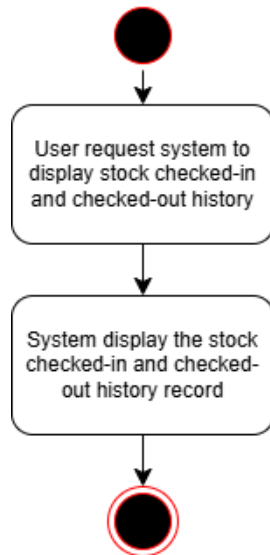 User request system to
display stock checked-in
and checked-out history
System display the stock
checked-in and checked-
out history record